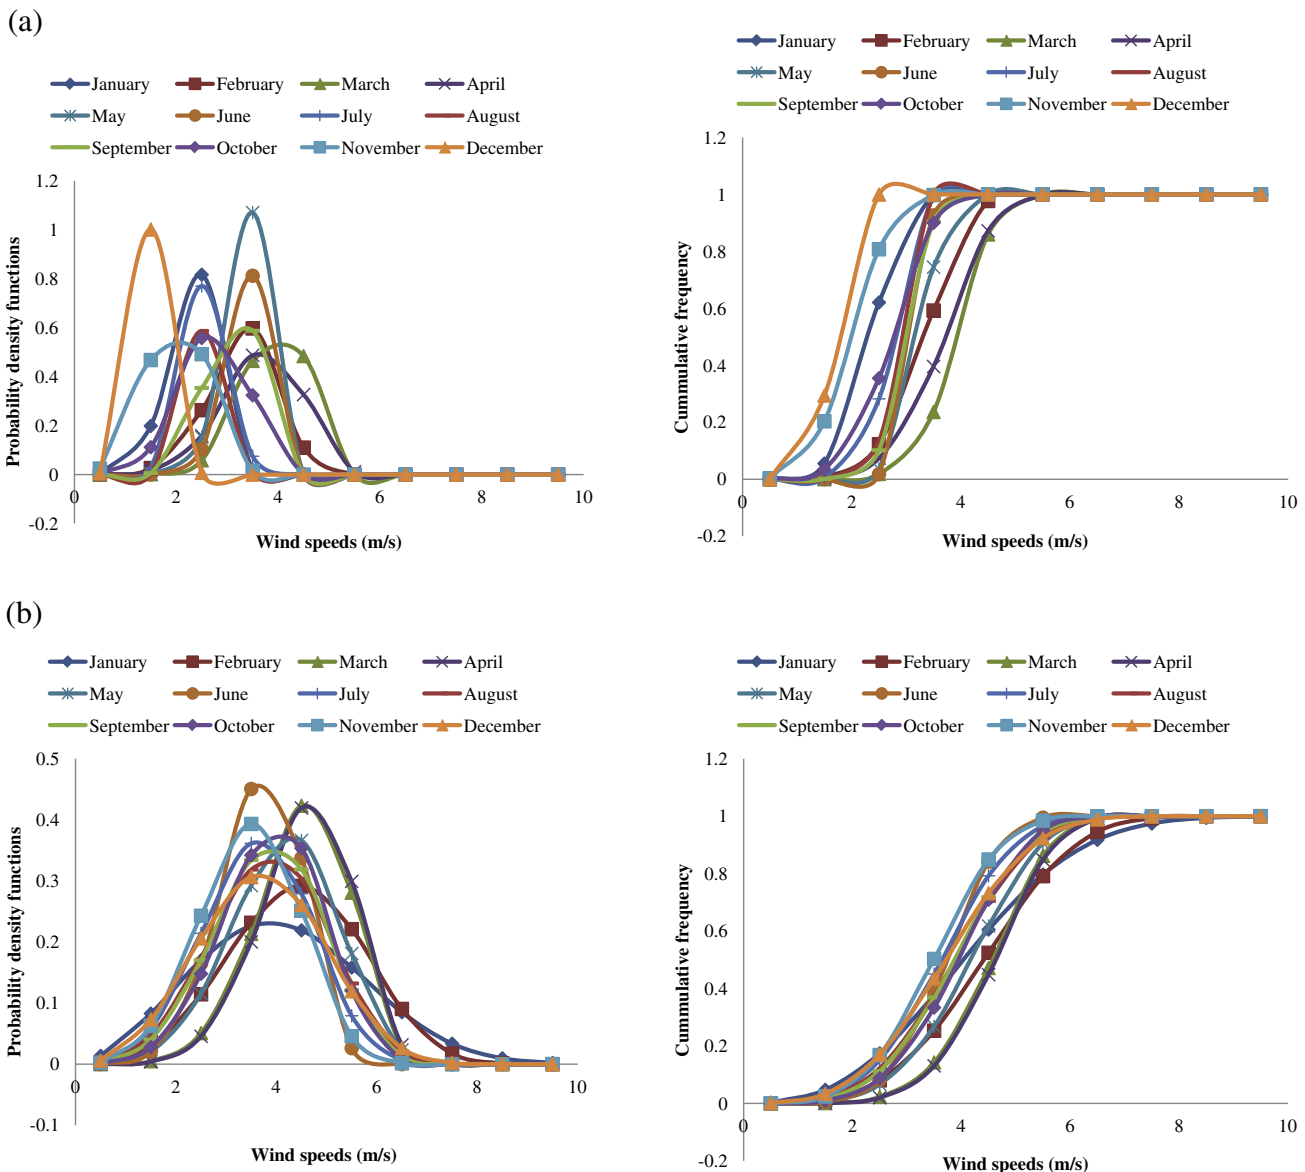 (a)
January February March April
May June July August
September October November December
1.2
1
0.8
0.6
0.4
0.2
0
-0.2
0 2 4 6 8 10
Probability density functions
Wind speeds (m/s)
January February March April
May June July August
September October November December
1.2
1
0.8
0.6
0.4
0.2
0
-0.2
0 2 4 6 8 10
Cummulative frequency
Wind speeds (m/s)
(b)
January February March April
May June July August
September October November December
0.5
0.4
0.3
0.2
0.1
0
-0.1
0 2 4 6 8 10
Probability density functions
Wind speeds (m/s)
January February March April
May June July August
September October November December
1.2
1
0.8
0.6
0.4
0.2
0
-0.2
0 2 4 6 8 10
Cummulative frequency
Wind speeds (m/s)